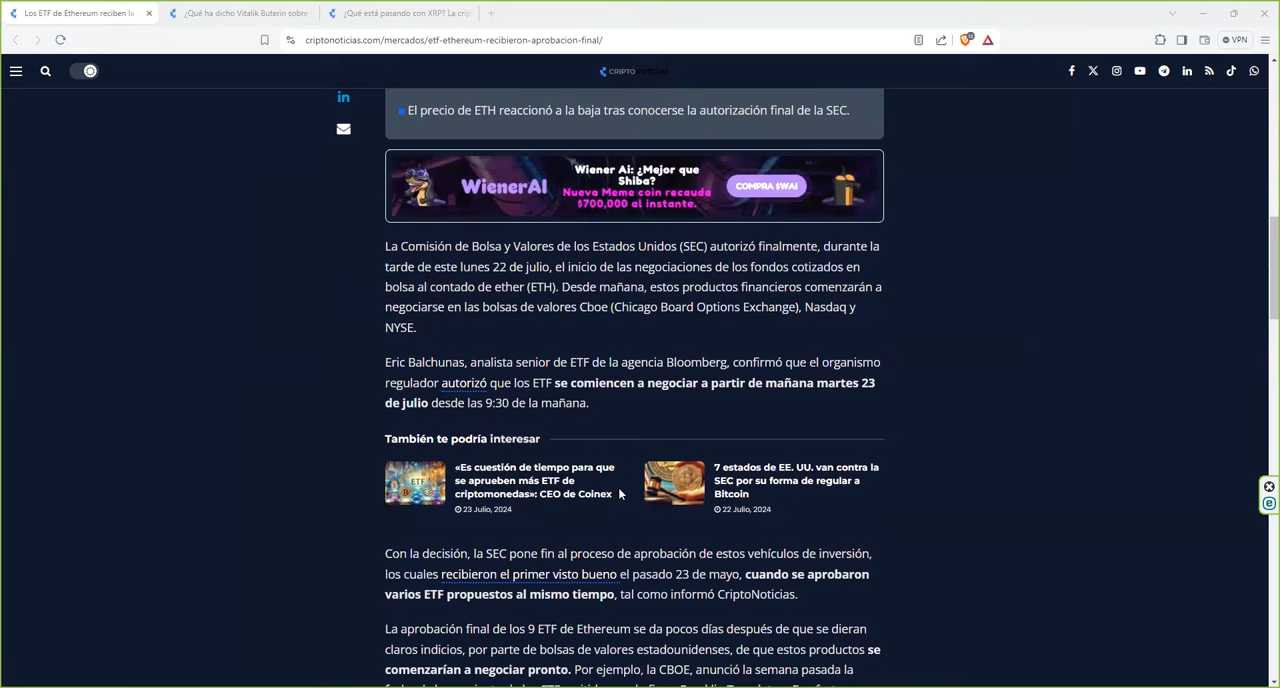 Los ETF de Ethereum reciben la
¿Qué ha dicho Vitalik Buterin sobre
¿Qué está pasando con XRP? La crip
criptonoticias.com/mercados/etf-ethereum-recibieron-aprobacion-final/
VPN
CRIPTONOTICIAS
El precio de ETH reaccionó a la baja tras conocerse la autorización final de la SEC.
WienerAI
Wiener Ai: ¿Mejor que
Shiba?
Nueva Meme coin recauda
$700,000 al instante.
COMPRA $WAI
La Comisión de Bolsa y Valores de los Estados Unidos (SEC) autorizó finalmente, durante la
tarde de este lunes 22 de julio, el inicio de las negociaciones de los fondos cotizados en
bolsa al contado de ether (ETH). Desde mañana, estos productos financieros comenzarán a
negociarse en las bolsas de valores Cboe (Chicago Board Options Exchange), Nasdaq y
NYSE.
Eric Balchunas, analista senior de ETF de la agencia Bloomberg, confirmó que el organismo
regulador autorizó que los ETF se comiencen a negociar a partir de mañana martes 23
de julio desde las 9:30 de la mañana.
También te podría interesar
«Es cuestión de tiempo para que
se aprueben más ETF de
criptomonedas»: CEO de Coinex
23 Julio, 2024
7 estados de EE. UU. van contra la
SEC por su forma de regular a
Bitcoin
22 Julio, 2024
Con la decisión, la SEC pone fin al proceso de aprobación de estos vehículos de inversión,
los cuales recibieron el primer visto bueno el pasado 23 de mayo, cuando se aprobaron
varios ETF propuestos al mismo tiempo, tal como informó CriptoNoticias.
La aprobación final de los 9 ETF de Ethereum se da pocos días después de que se dieran
claros indicios, por parte de bolsas de valores estadounidenses, de que estos productos se
comenzarían a negociar pronto. Por ejemplo, la CBOE, anunció la semana pasada la